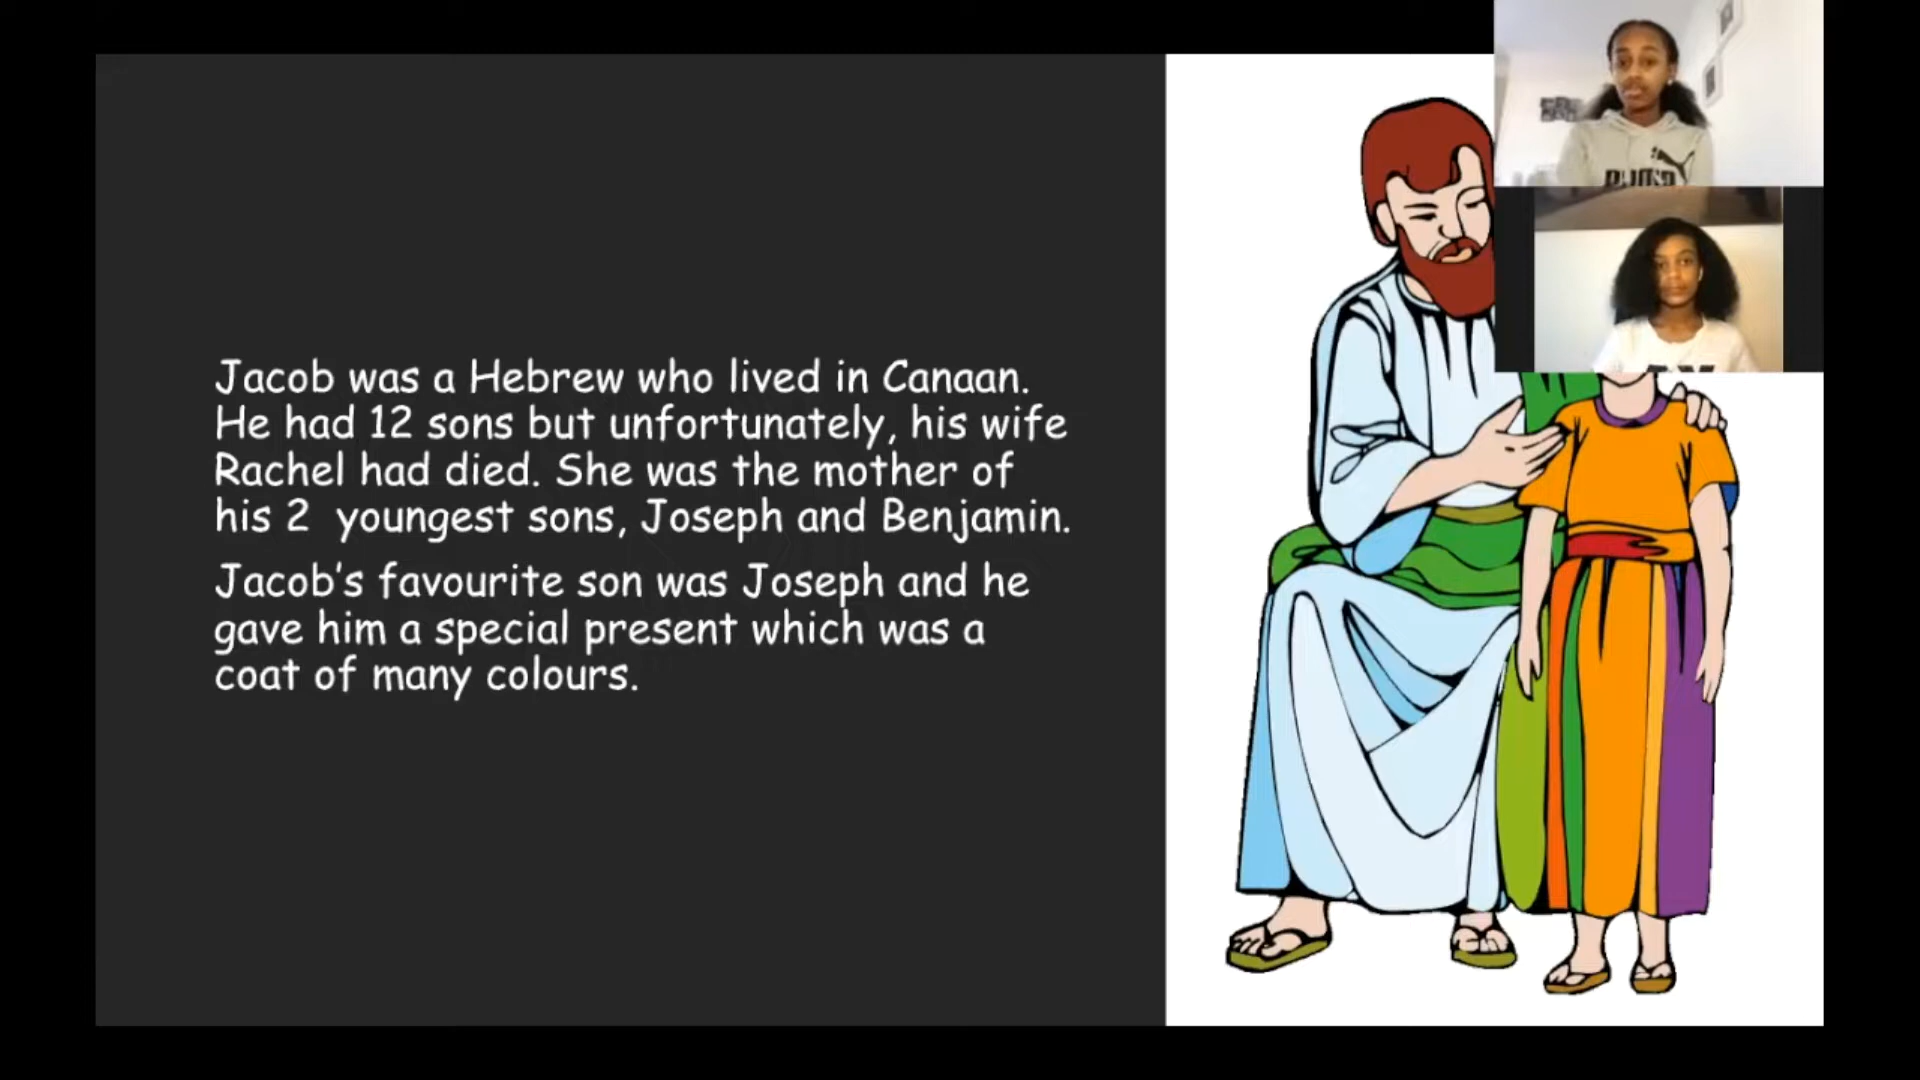 Jacob was a Hebrew who lived in Canaan.
He had 12 sons but unfortunately, his wife
Rachel had died. She was the mother of
his 2  youngest sons, Joseph and Benjamin.
Jacob's favourite son was Joseph and he
gave him a special present which was a
coat of many colours.